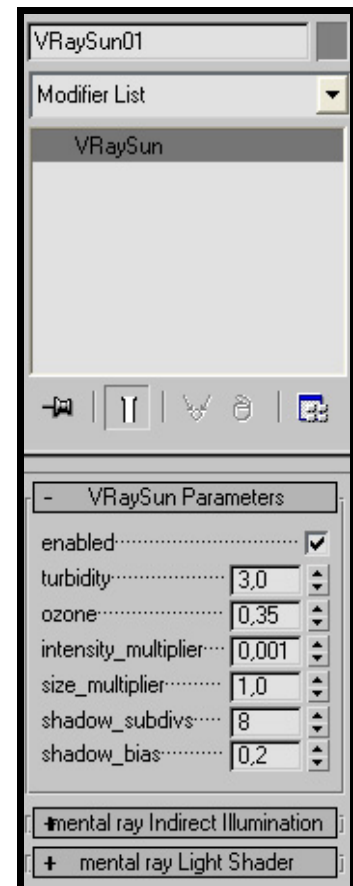 VRaySun01
Modifier List
VRaySun
- VRaySun Parameters
enabled
turbidity 3,0
ozone 0,35
intensity_multiplier 0,001
size_multiplier 1,0
shadow_subdivs 8
shadow_bias 0,2
+ mental ray Indirect Illumination
+ mental ray Light Shader